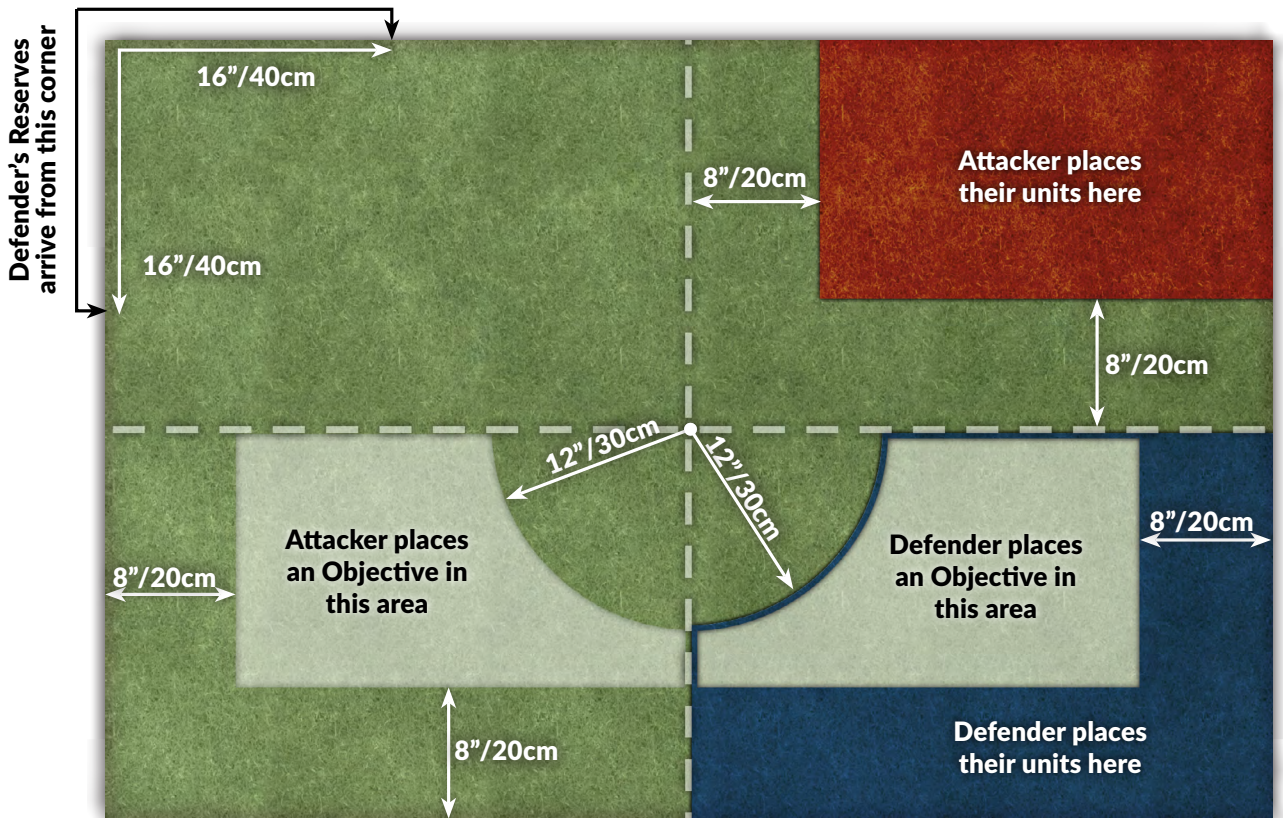 Defender's Reserves
arrive from this corner
16”/40cm
16”/40cm
8”/20cm
Attacker places
their units here
8”/20cm
12”/30cm
12”/30cm
Attacker places
an Objective in
this area
8”/20cm
Defender places
an Objective in
this area
8”/20cm
8”/20cm
Defender places
their units here